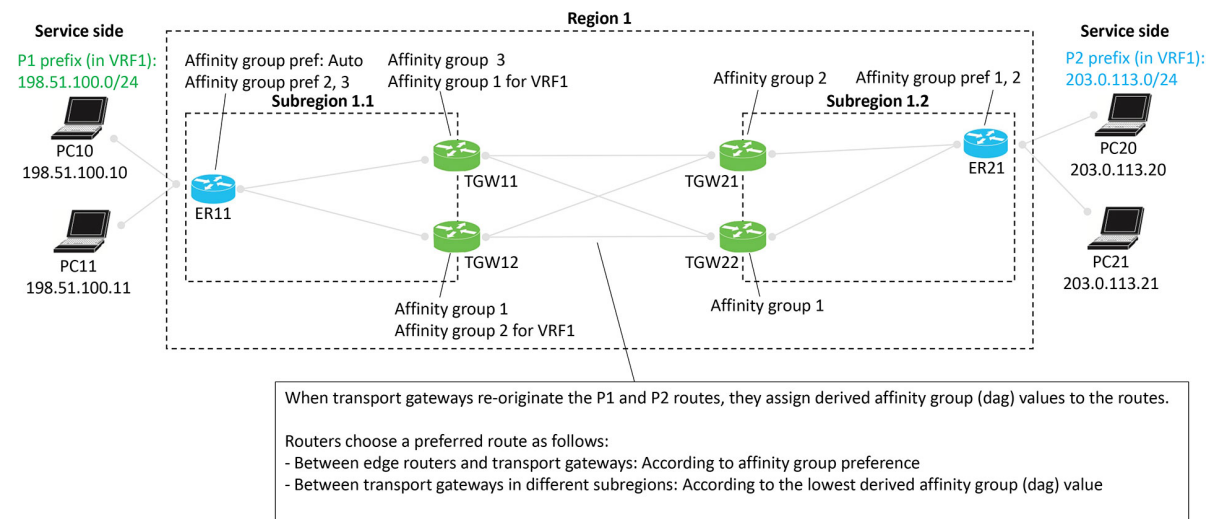 Region 1
Service side
P1 prefix (in VRF1):
198.51.100.0/24
PC10
198.51.100.10
PC11
198.51.100.11
Affinity group pref: Auto
Affinity group pref 2, 3
Subregion 1.1
ER11
Affinity group  3
Affinity group 1 for VRF1
TGW11
TGW12
Affinity group 1
Affinity group 2 for VRF1
Affinity group 2
TGW21
TGW22
Affinity group 1
Affinity group pref 1, 2
Subregion 1.2
ER21
Service side
P2 prefix (in VRF1):
203.0.113.0/24
PC20
203.0.113.20
PC21
203.0.113.21
When transport gateways re-originate the P1 and P2 routes, they assign derived affinity group (dag) values to the routes.
Routers choose a preferred route as follows:
- Between edge routers and transport gateways: According to affinity group preference
- Between transport gateways in different subregions: According to the lowest derived affinity group (dag) value